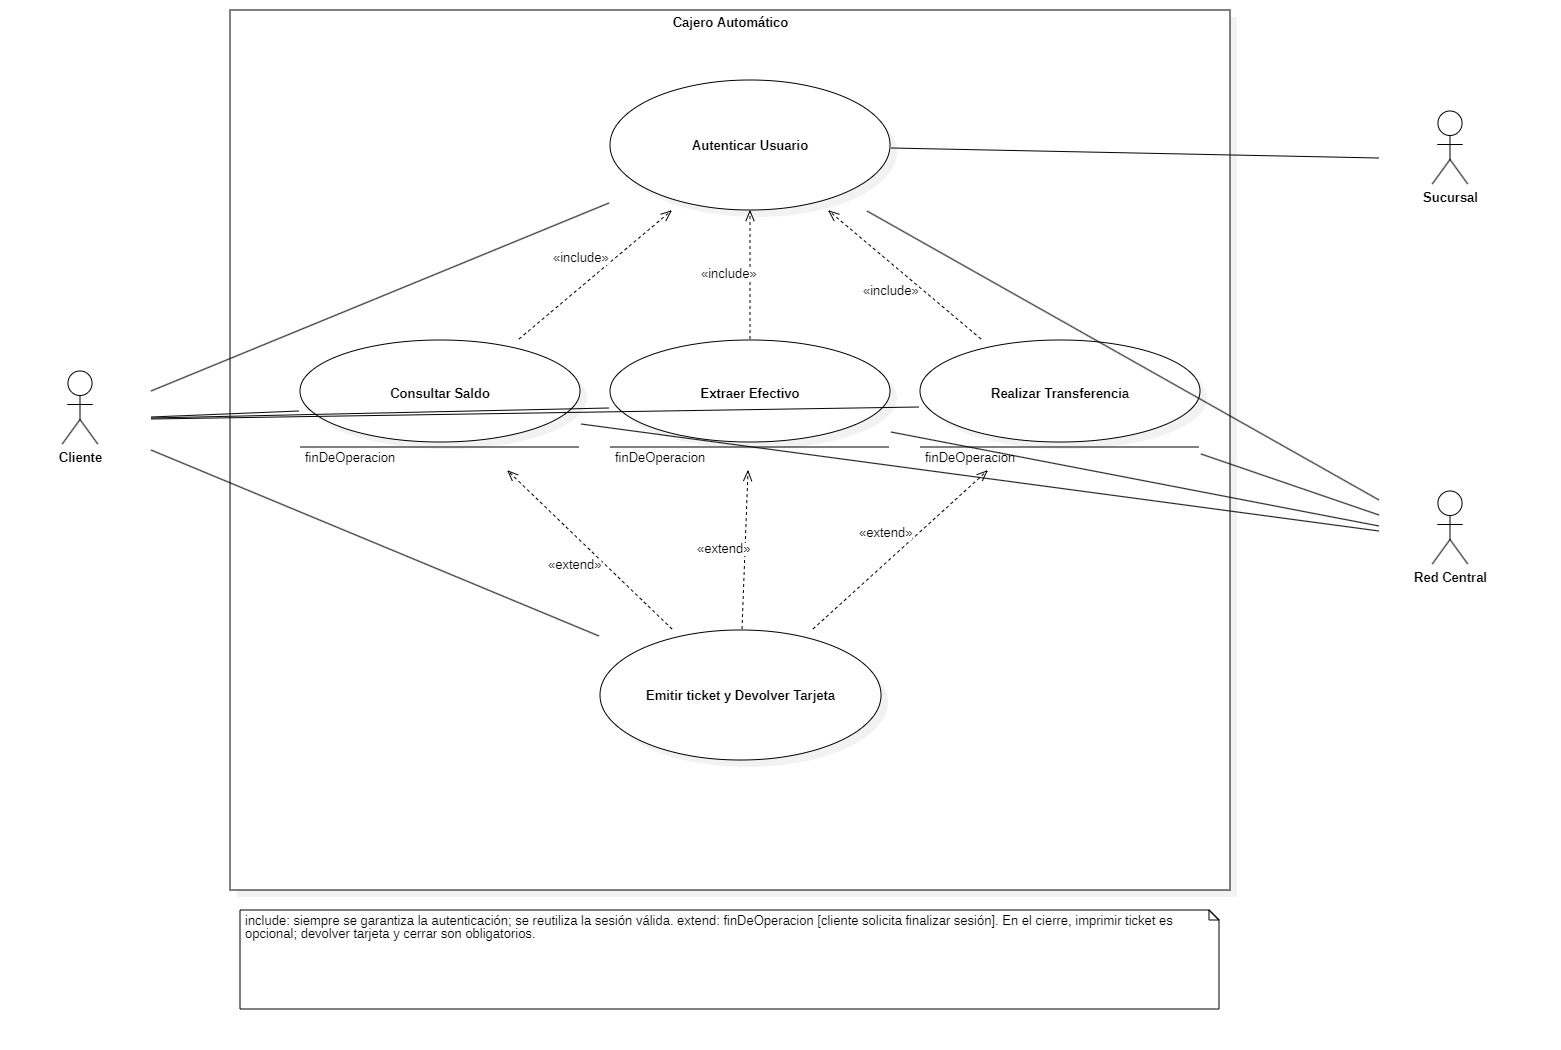 Cajero Automático
Autenticar Usuario
Sucursal
«include»
«include»
«include»
Consultar Saldo
Extraer Efectivo
Realizar Transferencia
Cliente
finDeOperacion
finDeOperacion
finDeOperacion
«extend»
«extend»
«extend»
Red Central
Emitir ticket y Devolver Tarjeta
include: siempre se garantiza la autenticación; se reutiliza la sesión válida. extend: finDeOperacion [cliente solicita finalizar sesión]. En el cierre, imprimir ticket es
opcional; devolver tarjeta y cerrar son obligatorios.